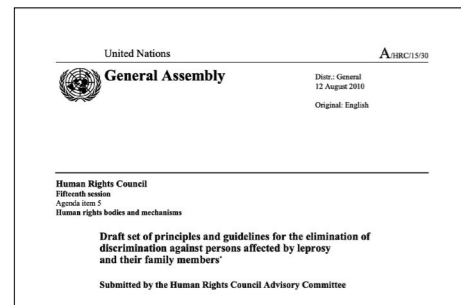 United Nations
A/HRC/15/30
General Assembly
Distr.: General
12 August 2010
Original: English
Human Rights Council
Fifteenth session
Agenda item 5
Human rights bodies and mechanisms
Draft set of principles and guidelines for the elimination of
discrimination against persons affected by leprosy
and their family members*
Submitted by the Human Rights Council Advisory Committee